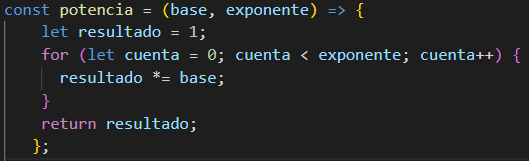 const potencia = (base, exponente) => {
    let resultado = 1;
    for (let cuenta = 0; cuenta < exponente; cuenta++) {
      resultado *= base;
    }
    return resultado;
   };